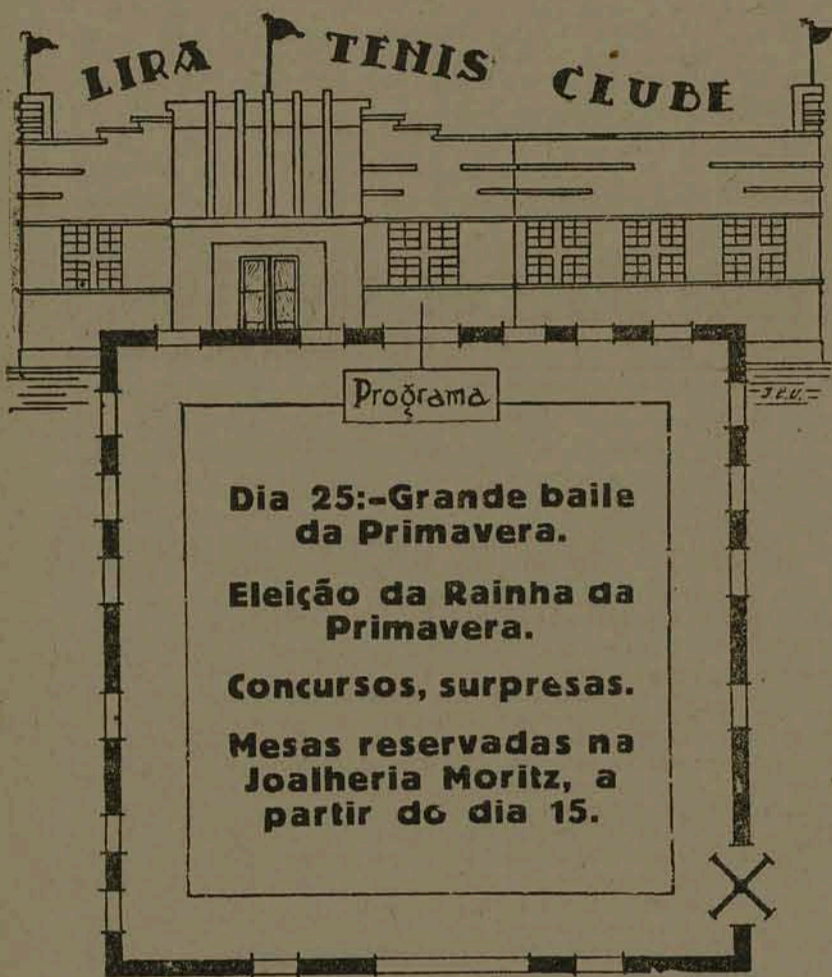 LIRA TENIS CLUBE
Programa
Dia 25:-Grande baile
da Primavera.
Eleição da Rainha da
Primavera.
Concursos, surpresas.
Mesas reservadas na
Joalheria Moritz, a
partir do dia 15.